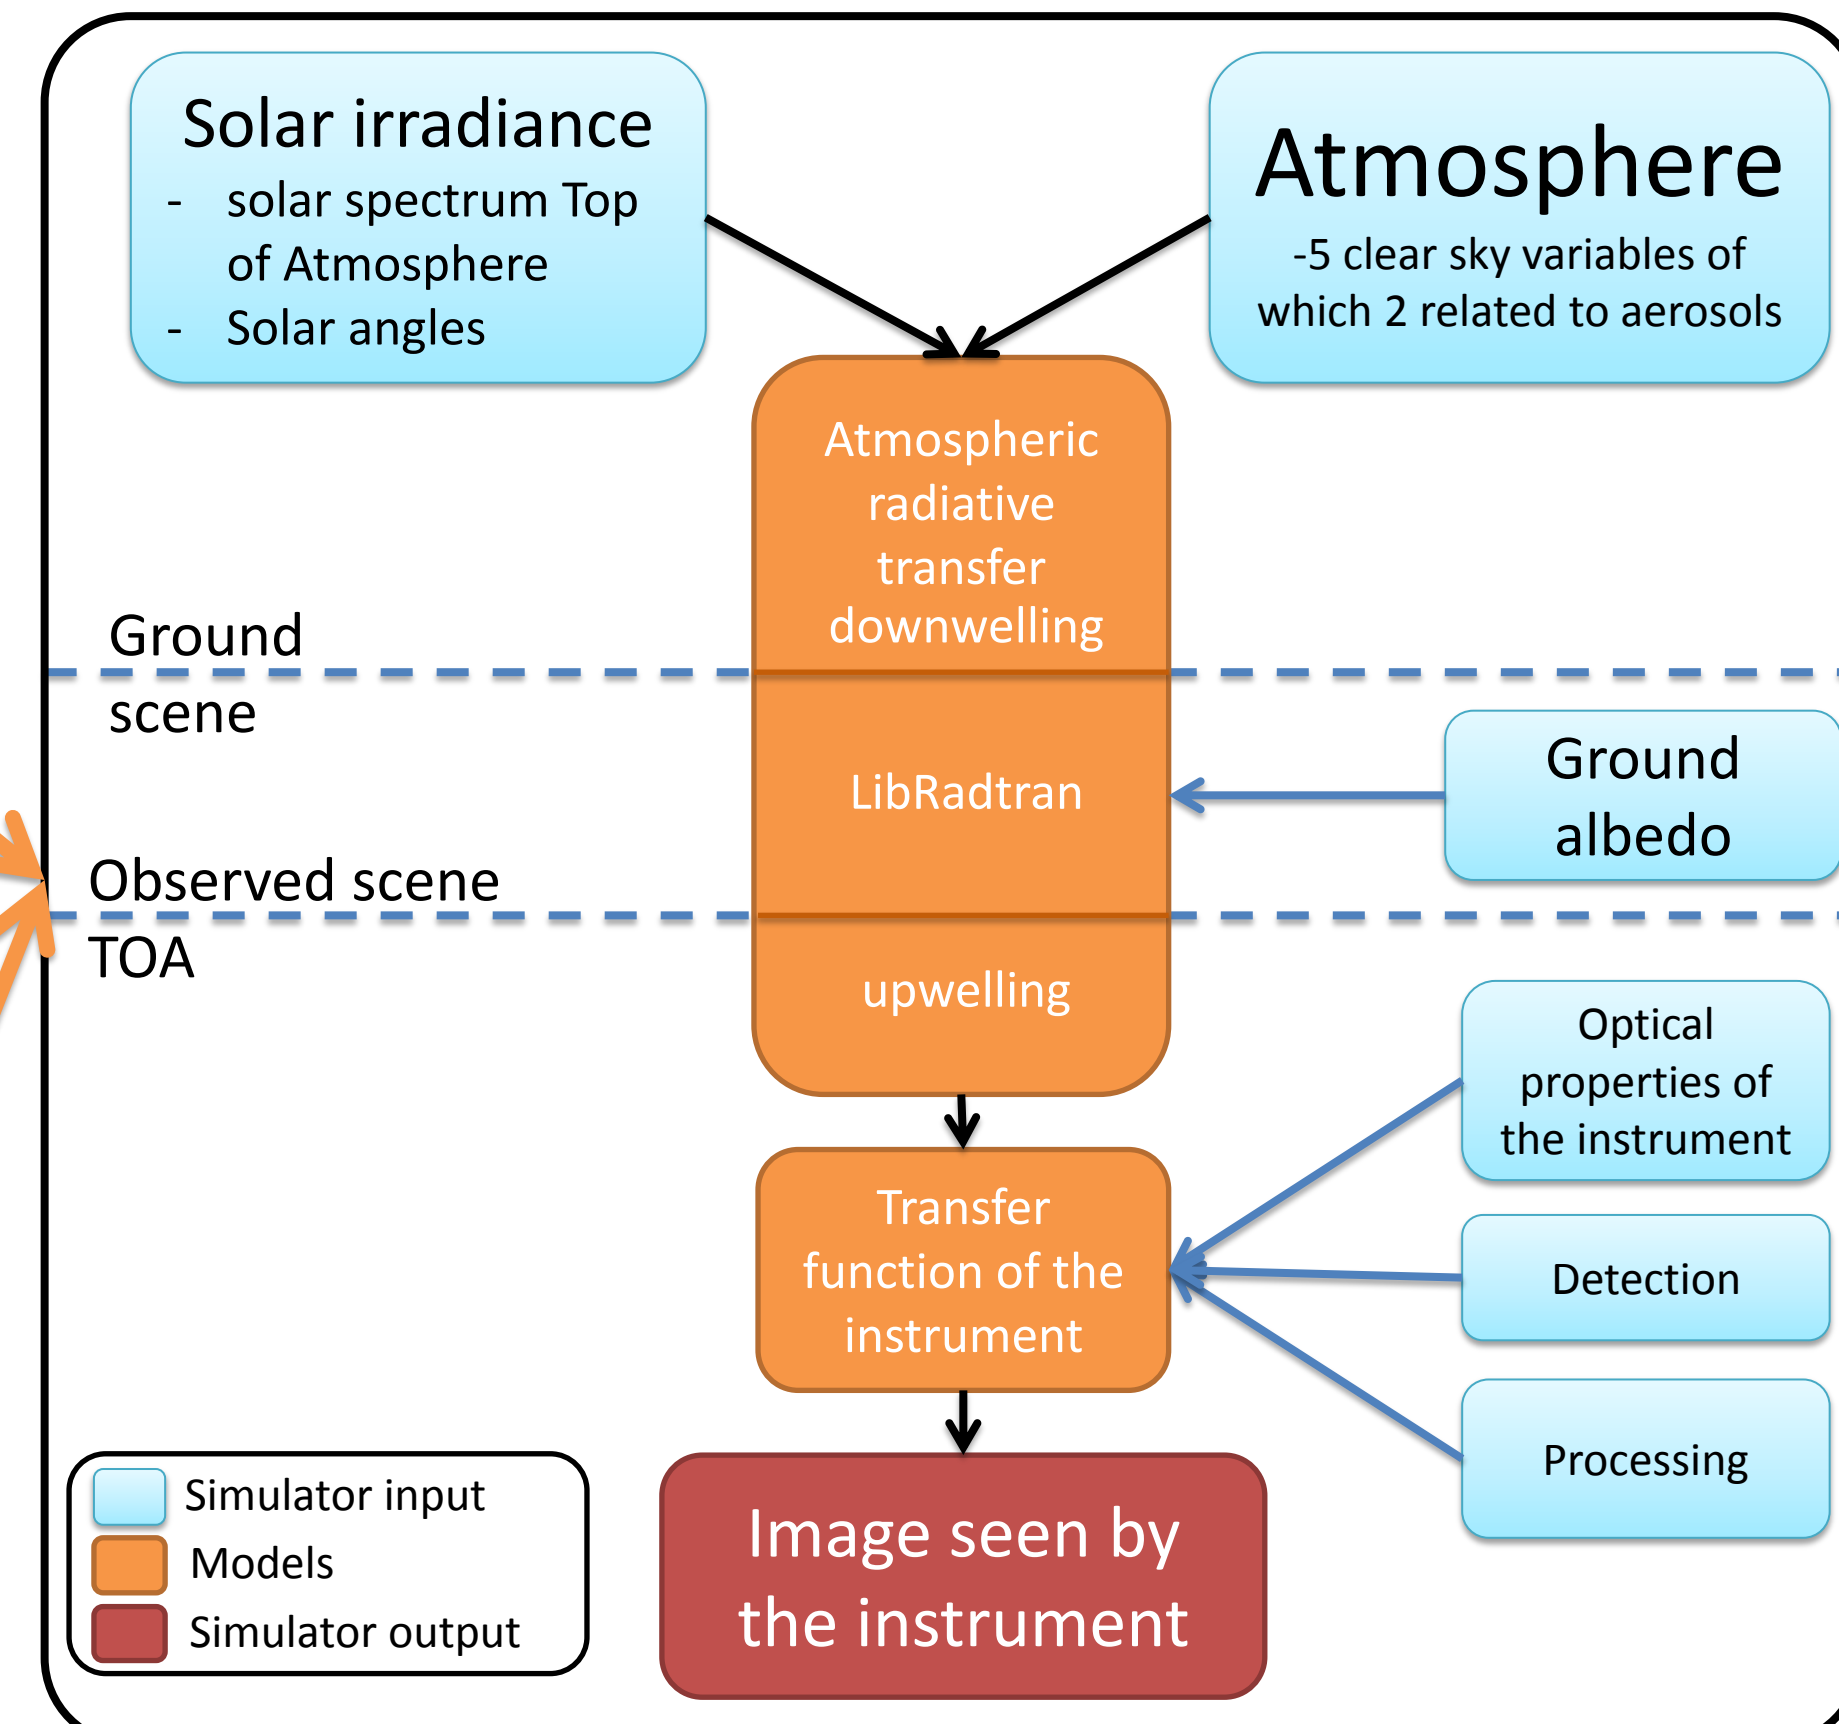 Solar irradiance
- solar spectrum Top
of Atmosphere
- Solar angles
Atmosphere
-5 clear sky variables of
which 2 related to aerosols
Atmospheric
radiative
transfer
downwelling
Ground
scene
LibRadtran
Ground
albedo
Observed scene
TOA
upwelling
Optical
properties of
the instrument
Transfer
function of the
instrument
Detection
Processing
Simulator input
Models
Simulator output
Image seen by
the instrument